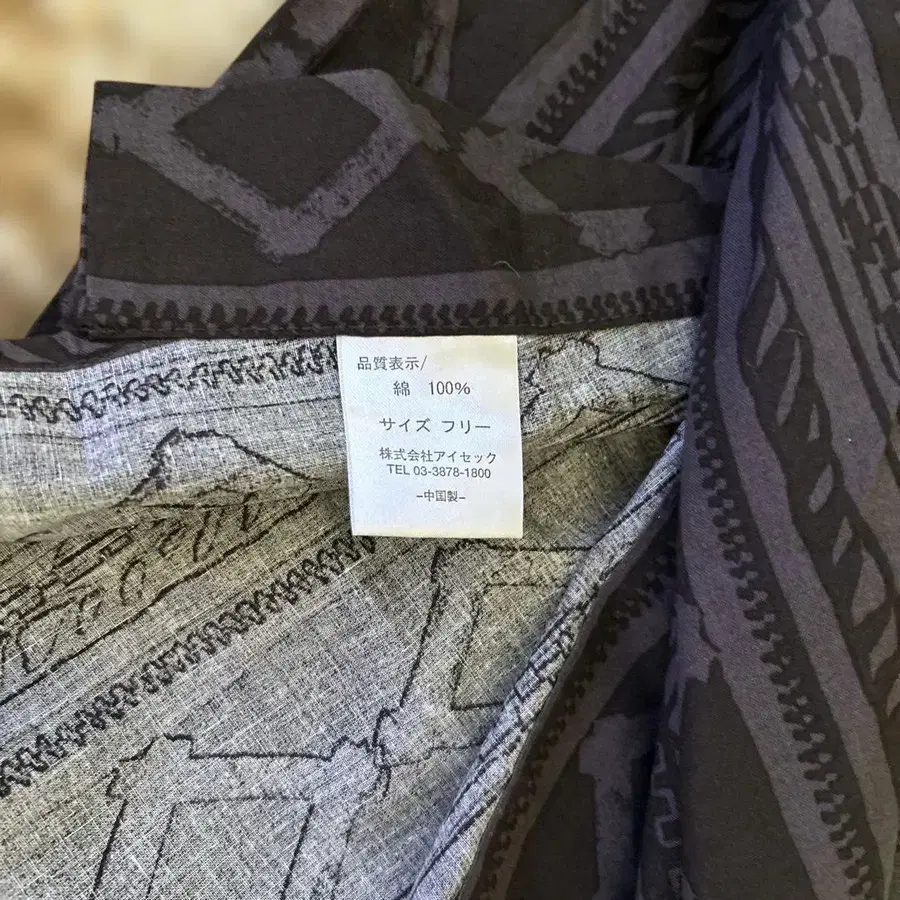 品質表示/
綿 100%
サイズ フリー
株式会社アイセック
TEL 03-3878-1800
-中国製-